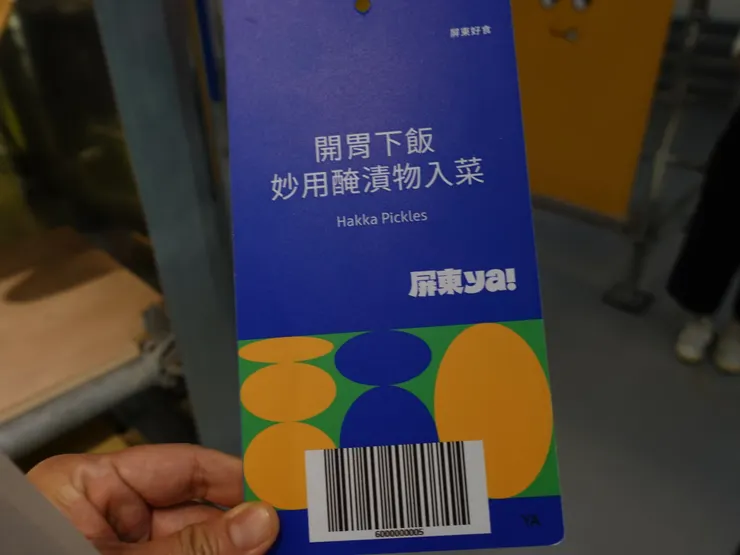 屏東好食
開胃下飯
妙用醃漬物入菜
Hakka Pickles
屏東ya!
6000000005
YA